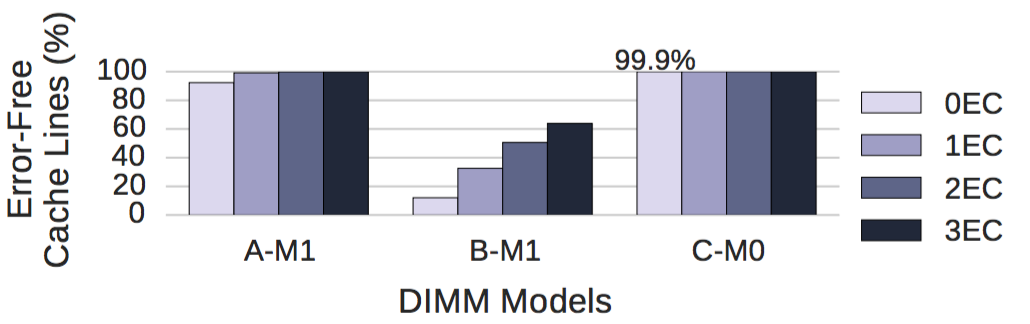 Error-Free
Cache Lines (%)
100
80
60
40
20
0
99.9%
A-M1
B-M1
C-M0
DIMM Models
0EC
1EC
2EC
3EC